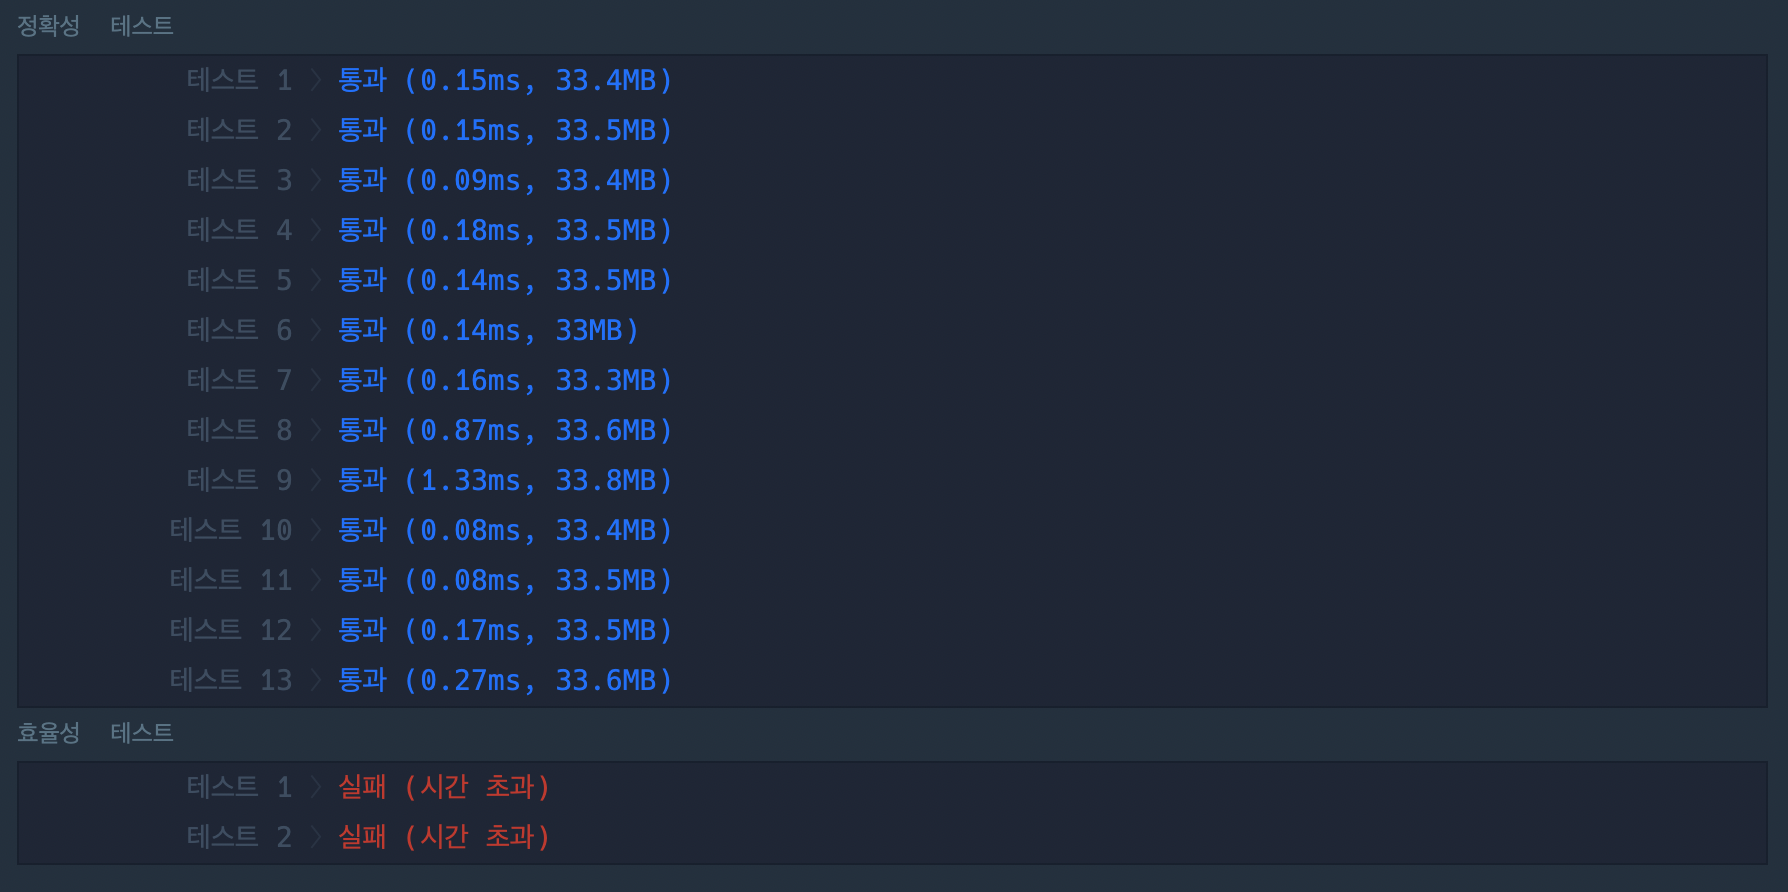 정확성 테스트
테스트 1 〉 통과 (0.15ms, 33.4MB)
테스트 2 〉 통과 (0.15ms, 33.5MB)
테스트 3 〉 통과 (0.09ms, 33.4MB)
테스트 4 〉 통과 (0.18ms, 33.5MB)
테스트 5 〉 통과 (0.14ms, 33.5MB)
테스트 6 〉 통과 (0.14ms, 33MB)
테스트 7 〉 통과 (0.16ms, 33.3MB)
테스트 8 〉 통과 (0.87ms, 33.6MB)
테스트 9 〉 통과 (1.33ms, 33.8MB)
테스트 10 〉 통과 (0.08ms, 33.4MB)
테스트 11 〉 통과 (0.08ms, 33.5MB)
테스트 12 〉 통과 (0.17ms, 33.5MB)
테스트 13 〉 통과 (0.27ms, 33.6MB)
효율성 테스트
테스트 1 〉 실패 (시간 초과)
테스트 2 〉 실패 (시간 초과)